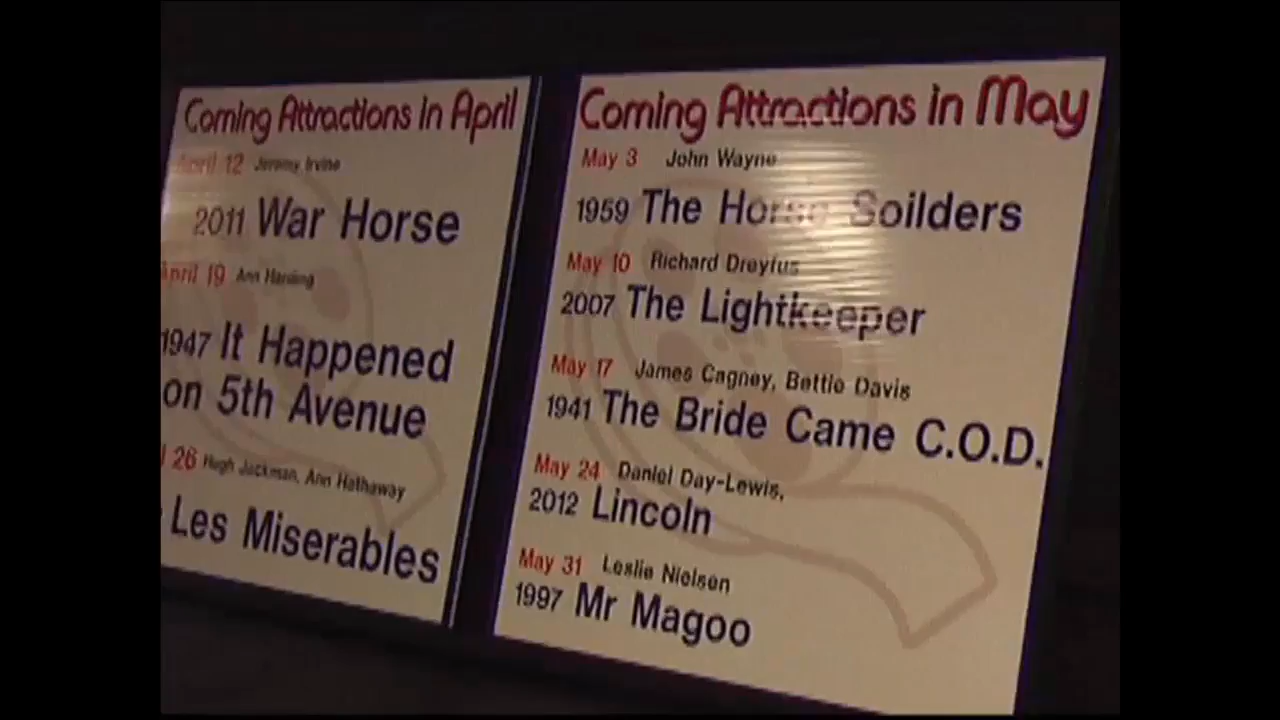 Coming Attractions in April
April 12 Jeremy Irvine
2011 War Horse
April 19 Ann Harding
1947 It Happened
on 5th Avenue
26 Hugh Jackman, Ann Hathaway
Les Miserables
Coming Attractions in May
May 3 John Wayne
1959 The Horse Soilders
May 10 Richard Dreyfus
2007 The Lightkeeper
May 17 James Cagney, Bettie Davis
1941 The Bride Came C.O.D.
May 24 Daniel Day-Lewis,
2012 Lincoln
May 31 Leslie Nielsen
1997 Mr Magoo